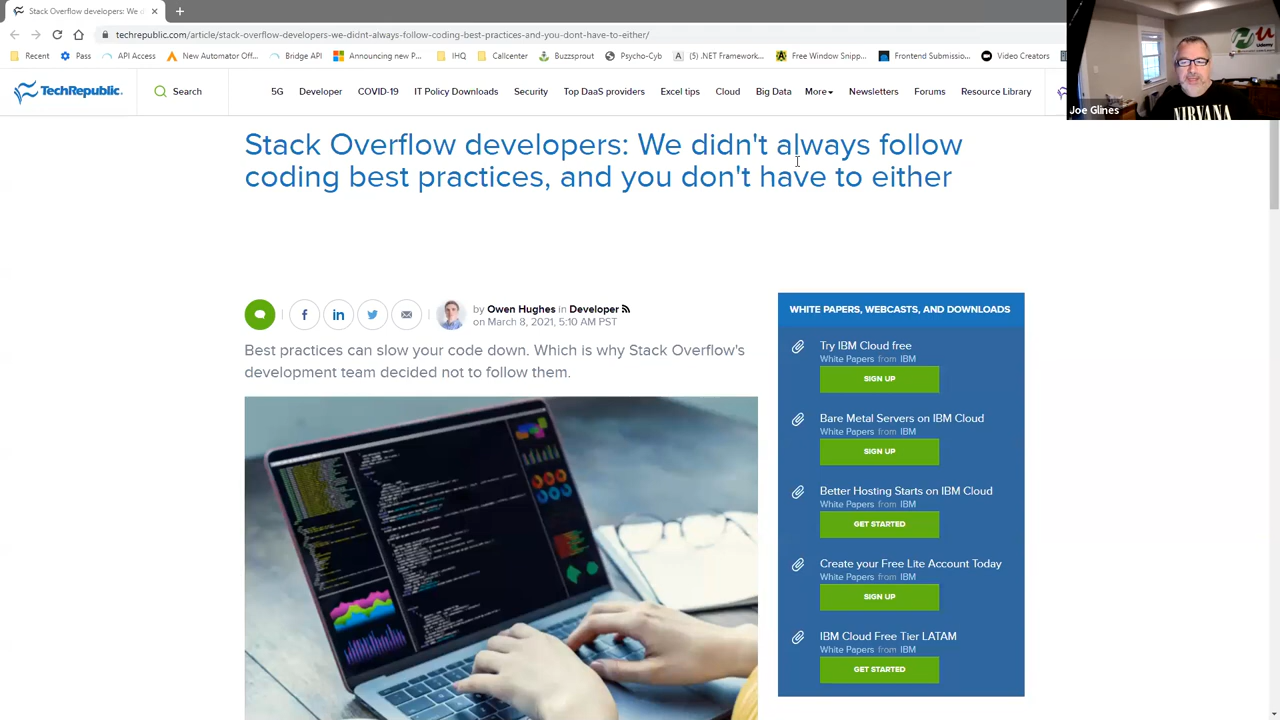 Stack Overflow developers: We d
techrepublic.com/article/stack-overflow-developers-we-didnt-always-follow-coding-best-practices-and-you-dont-have-to-either/
Recent Pass API Access New Automator Off... Bridge API Announcing new P... IHQ Callcenter Buzzsprout Psycho-Cyb (5) .NET Framework... Free Window Snipp... Frontend Submissio... Video Creators
Joe Glines
Hu
Udemy
NIRVANA
TechRepublic.
Search
5G Developer COVID-19 IT Policy Downloads Security Top DaaS providers Excel tips Cloud Big Data More Newsletters Forums Resource Library
Stack Overflow developers: We didn't always follow
coding best practices, and you don't have to either
by Owen Hughes in Developer
on March 8, 2021, 5:10 AM PST
Best practices can slow your code down. Which is why Stack Overflow's
development team decided not to follow them.
WHITE PAPERS, WEBCASTS, AND DOWNLOADS
Try IBM Cloud free
White Papers from IBM
SIGN UP
Bare Metal Servers on IBM Cloud
White Papers from IBM
SIGN UP
Better Hosting Starts on IBM Cloud
White Papers from IBM
GET STARTED
Create your Free Lite Account Today
White Papers from IBM
SIGN UP
IBM Cloud Free Tier LATAM
White Papers from IBM
GET STARTED